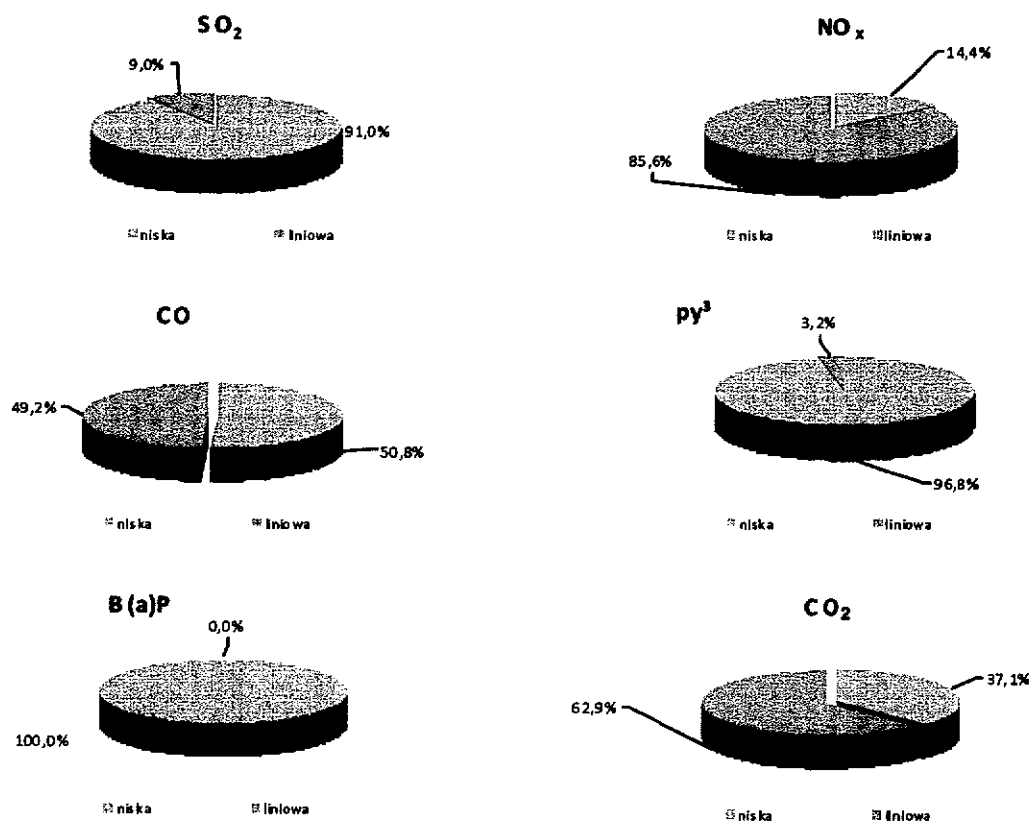 SO₂
9,0%
91,0%
niska liniowa
NOₓ
14,4%
85,6%
niska liniowa
CO
49,2%
50,8%
niska liniowa
py³
3,2%
96,8%
niska liniowa
B(a)P
0,0%
100,0%
niska liniowa
CO₂
37,1%
62,9%
niska liniowa